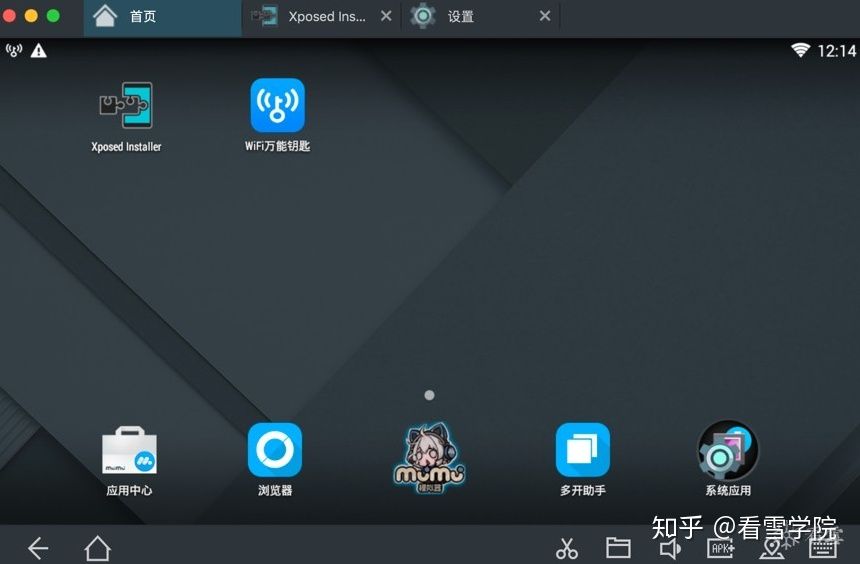 首页
Xposed Ins...
设置
12:14
Xposed Installer
WiFi万能钥匙
mumu
应用中心
浏览器
mumu
模拟器
多开助手
系统应用
APK
知乎 @看雪学院